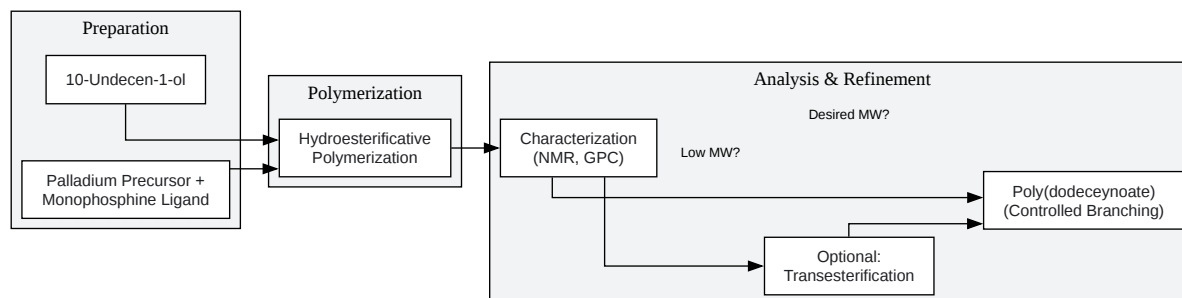 Preparation
10-Undecen-1-ol
Palladium Precursor +
Monophosphine Ligand
Polymerization
Hydroesterificative
Polymerization
Analysis & Refinement
Desired MW?
Characterization
(NMR, GPC)
Low MW?
Poly(dodeceynoate)
(Controlled Branching)
Optional:
Transesterification